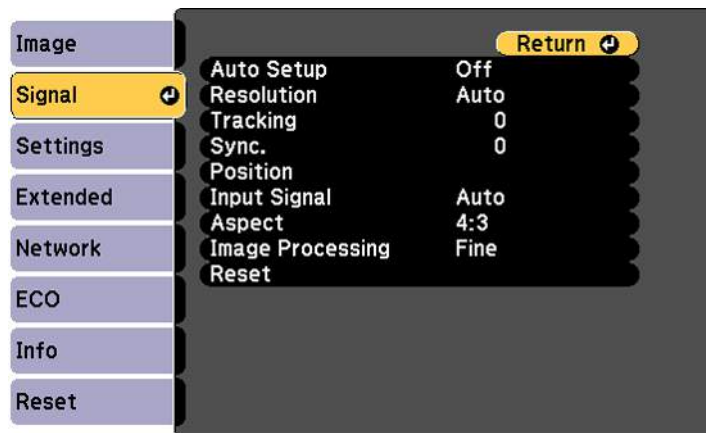 Image
Signal
Settings
Extended
Network
ECO
Info
Reset
Return
Auto Setup Off
Resolution Auto
Tracking 0
Sync. 0
Position
Input Signal Auto
Aspect 4:3
Image Processing Fine
Reset